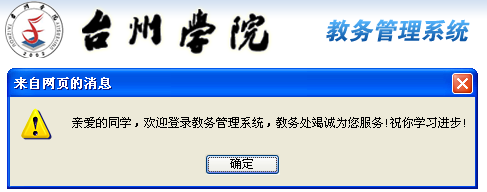 台州学院
教务管理系统
来自网页的消息
亲爱的同学，欢迎登录教务管理系统，教务处竭诚为您服务!祝你学习进步!
确定